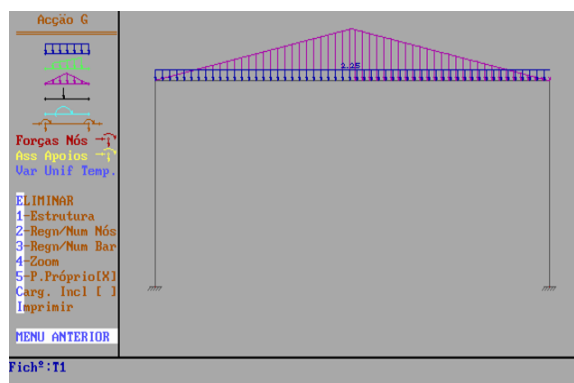 Acção G
2.25
Forças Nós
Ass Apoios
Var Unif Temp.
ELIMINAR
1-Estrutura
2-Regn/Num Nós
3-Regn/Num Bar
4-Zoom
5-P.Próprio[X]
Carg. Incl [ ]
Imprimir
MENU ANTERIOR
Fichº:T1